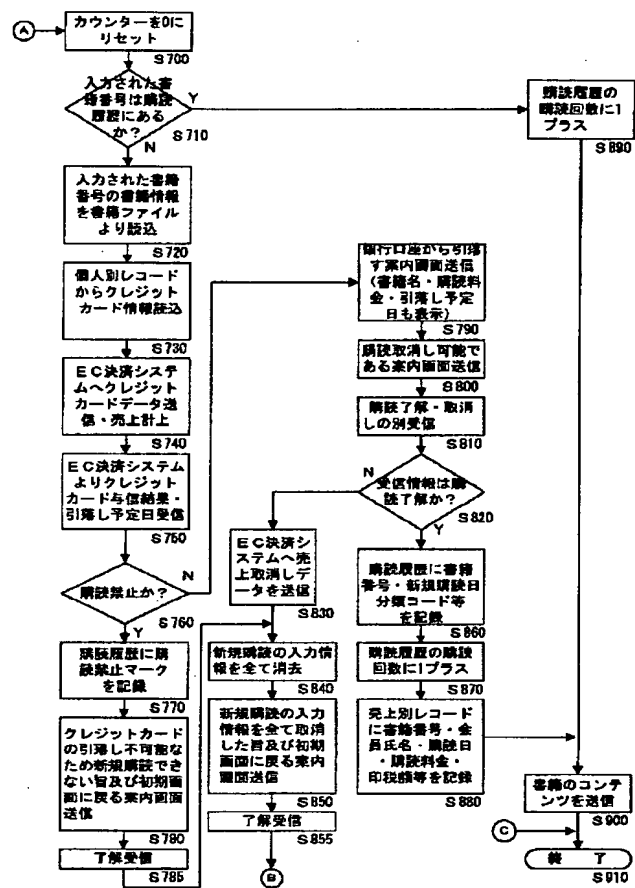 A
カウンターを0に
リセット
S700
入力された書
籍番号は購読
履歴にある
か?
Y
S710
N
入力された書籍
番号の書籍情報
を書籍ファイル
より読込
S720
個人別レコード
からクレジット
カード情報読込
S730
EC決済システ
ムへクレジット
カードデータ送
信・売上計上
S740
EC決済システム
よりクレジット
カード与信結果・
引落し予定日受信
S750
購読禁止か?
N
S760
Y
購読履歴に購
読禁止マーク
を記録
S770
クレジットカード
の引落し不可能な
ため新規購読でき
ない旨及び初期画
面に戻る案内画面
送信
S780
了解受信
S785
銀行口座から引落
す案内画面送信
(書籍名・購読料
金・引落し予定
日も表示)
S790
購読取消し可能で
ある案内画面送信
S800
購読了解・取消
しの別受信
S810
N
受信情報は購
読了解か?
S820
Y
EC決済シ
ステムへ売
上取消しデ
ータを送信
S830
新規購読の入力情
報を全て消去
S840
新規購読の入力
情報を全て取消
した旨及び初期
画面に戻る案内
画面送信
S850
了解受信
S855
B
購読履歴に書籍
番号・新規購読日
分類コード等
を記録
S860
購読履歴の購読
回数に1プラス
S870
売上別レコード
に書籍番号・会
員氏名・購読日
・購読料金・
印税額等を記録
S880
購読履歴の
購読回数に1
プラス
S890
書籍のコンテ
ンツを送信
S900
C
終 了
S910